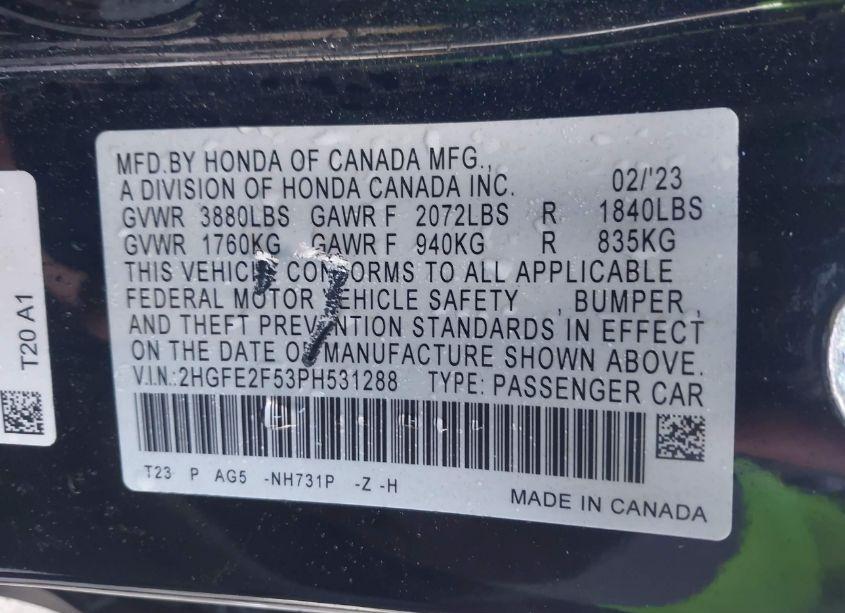 MFD.BY HONDA OF CANADA MFG.,
A DIVISION OF HONDA CANADA INC. 02/'23
GVWR 3880LBS GAWR F 2072LBS R 1840LBS
GVWR 1760KG GAWR F 940KG R 835KG
THIS VEHICLE CONFORMS TO ALL APPLICABLE
FEDERAL MOTOR VEHICLE SAFETY , BUMPER ,
AND THEFT PREVENTION STANDARDS IN EFFECT
ON THE DATE OF MANUFACTURE SHOWN ABOVE.
V.I.N.:2HGFE2F53PH531288 TYPE: PASSENGER CAR
T23 P AG5 -NH731P -Z -H
MADE IN CANADA
T20 A1